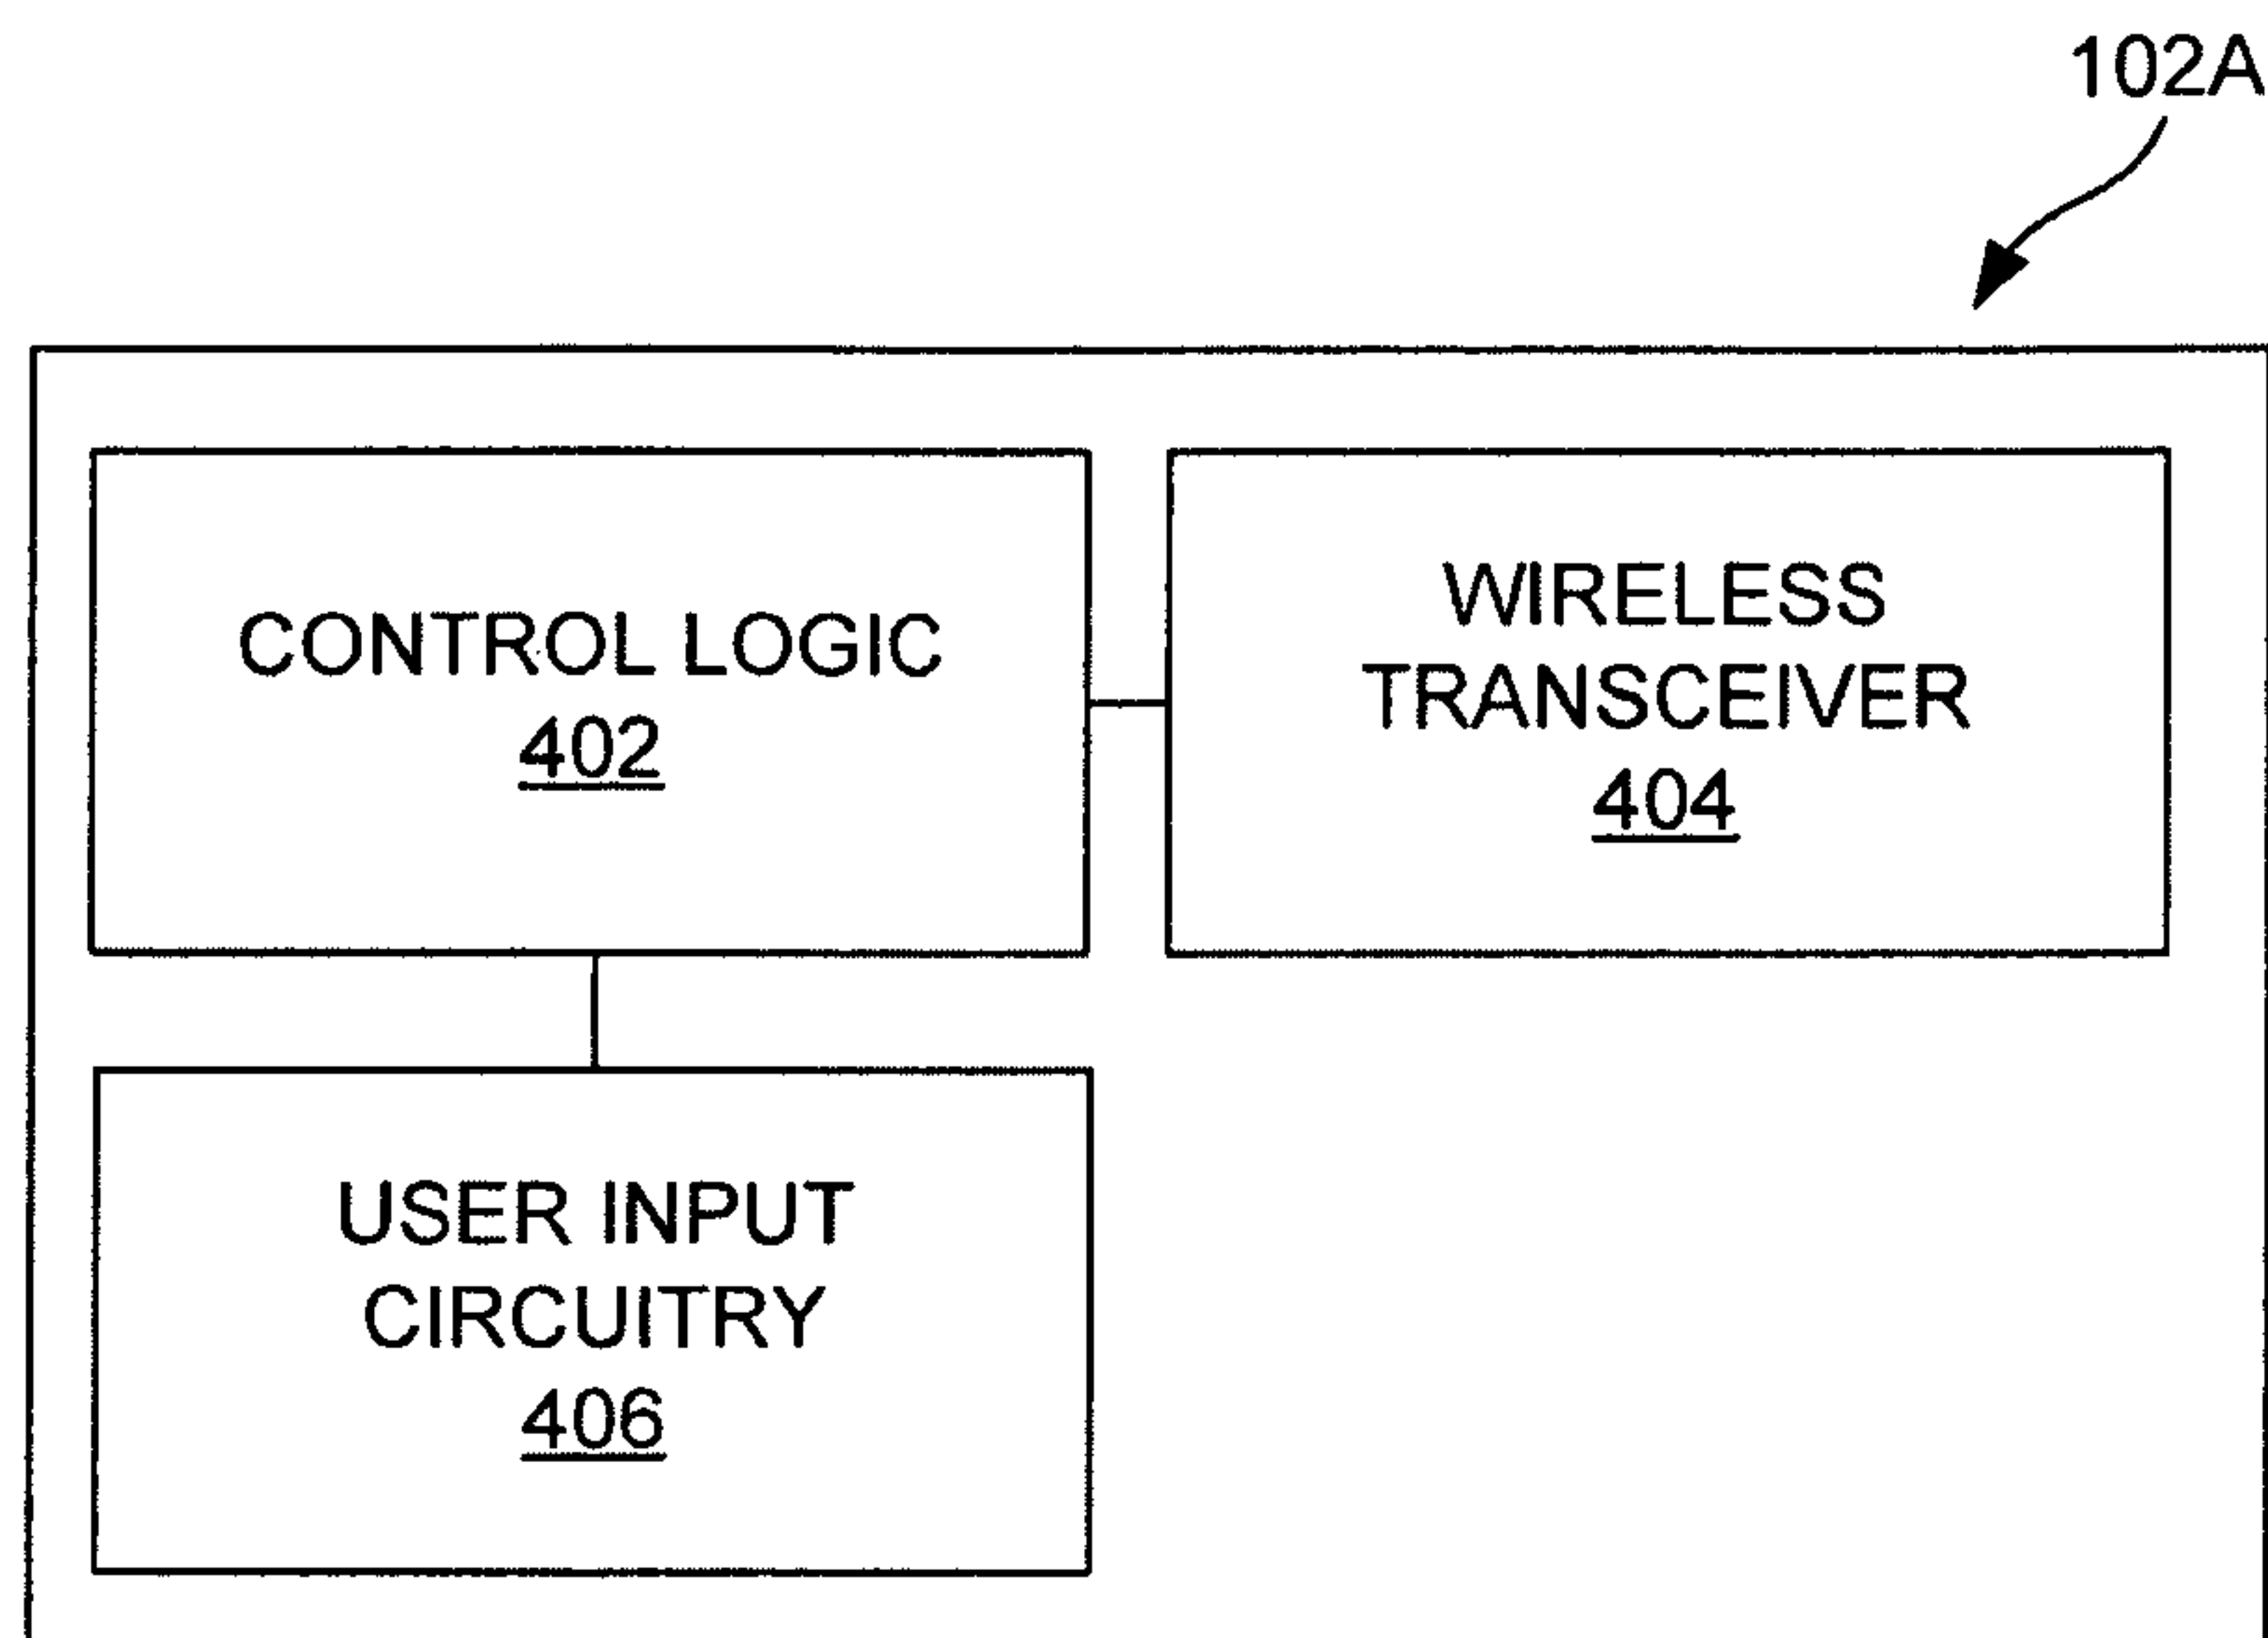 102A
CONTROL LOGIC
402
WIRELESS
TRANSCEIVER
404
USER INPUT
CIRCUITRY
406